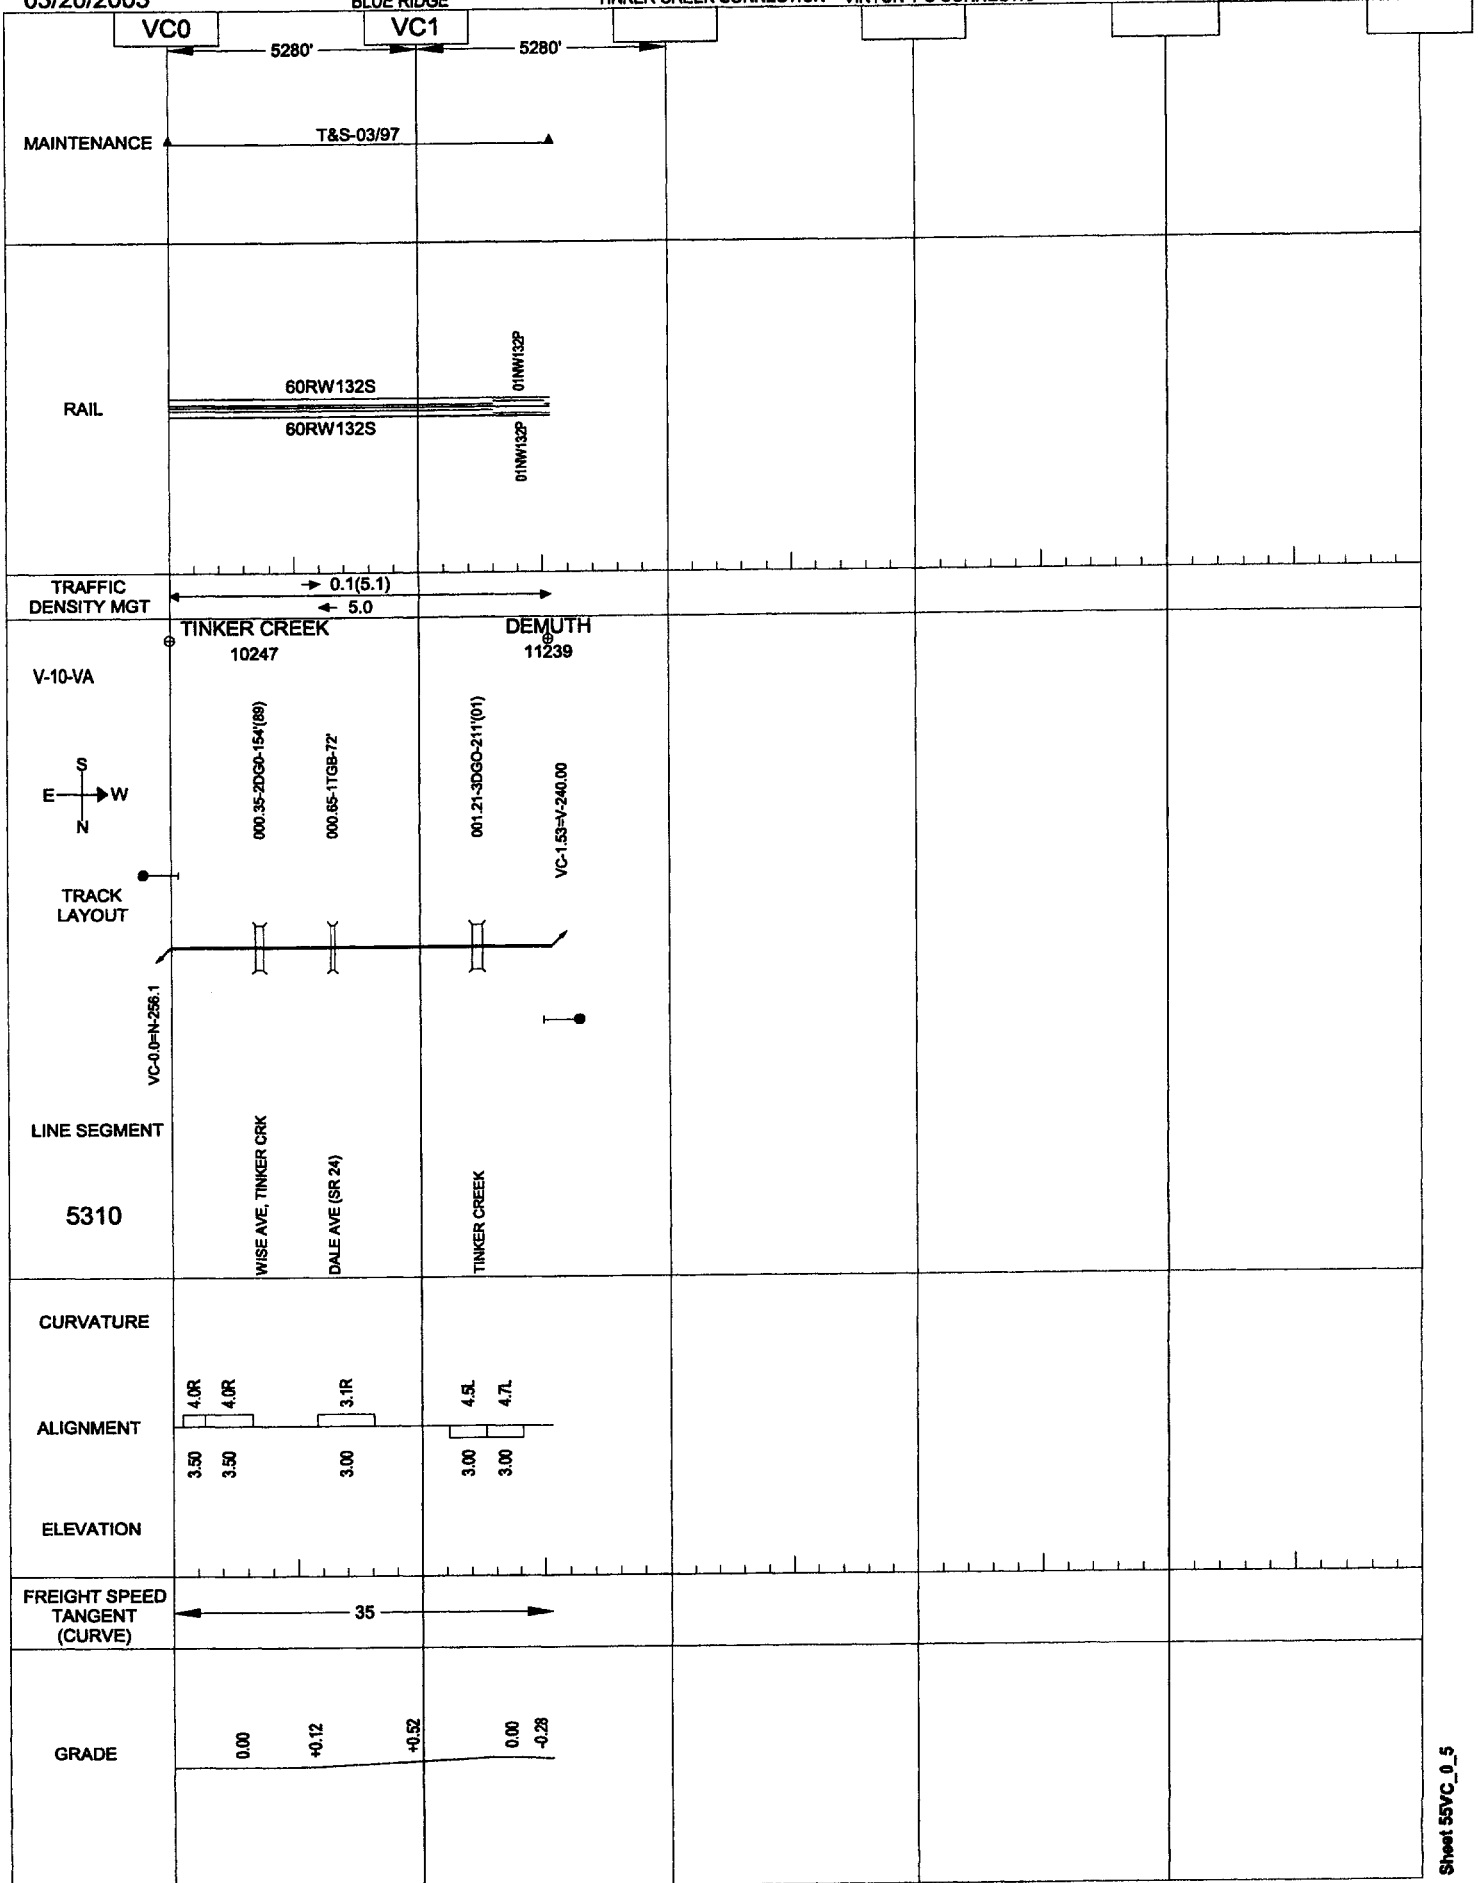 BLUE RIDGE
VC0
VC1
5280'
5280'
MAINTENANCE
T&S-03/97
RAIL
60RW132S
60RW132S
01NW132P
01NW132P
TRAFFIC
DENSITY MGT
→ 0.1(5.1)
← 5.0
TINKER CREEK
10247
DEMUTH
11239
V-10-VA
S
E
W
N
000.35-2DG0-154'(89)
000.65-1TGB-72'
001.21-3DGO-211'(01)
VC-1.53=V-240.00
TRACK
LAYOUT
VC-0.0=N-256.1
LINE SEGMENT
5310
WISE AVE, TINKER CRK
DALE AVE (SR 24)
TINKER CREEK
CURVATURE
4.0R
4.0R
3.1R
4.5L
4.7L
ALIGNMENT
3.50
3.50
3.00
3.00
3.00
ELEVATION
FREIGHT SPEED
TANGENT
(CURVE)
35
GRADE
0.00
+0.12
+0.52
0.00
-0.28
Sheet 55VC_0_5